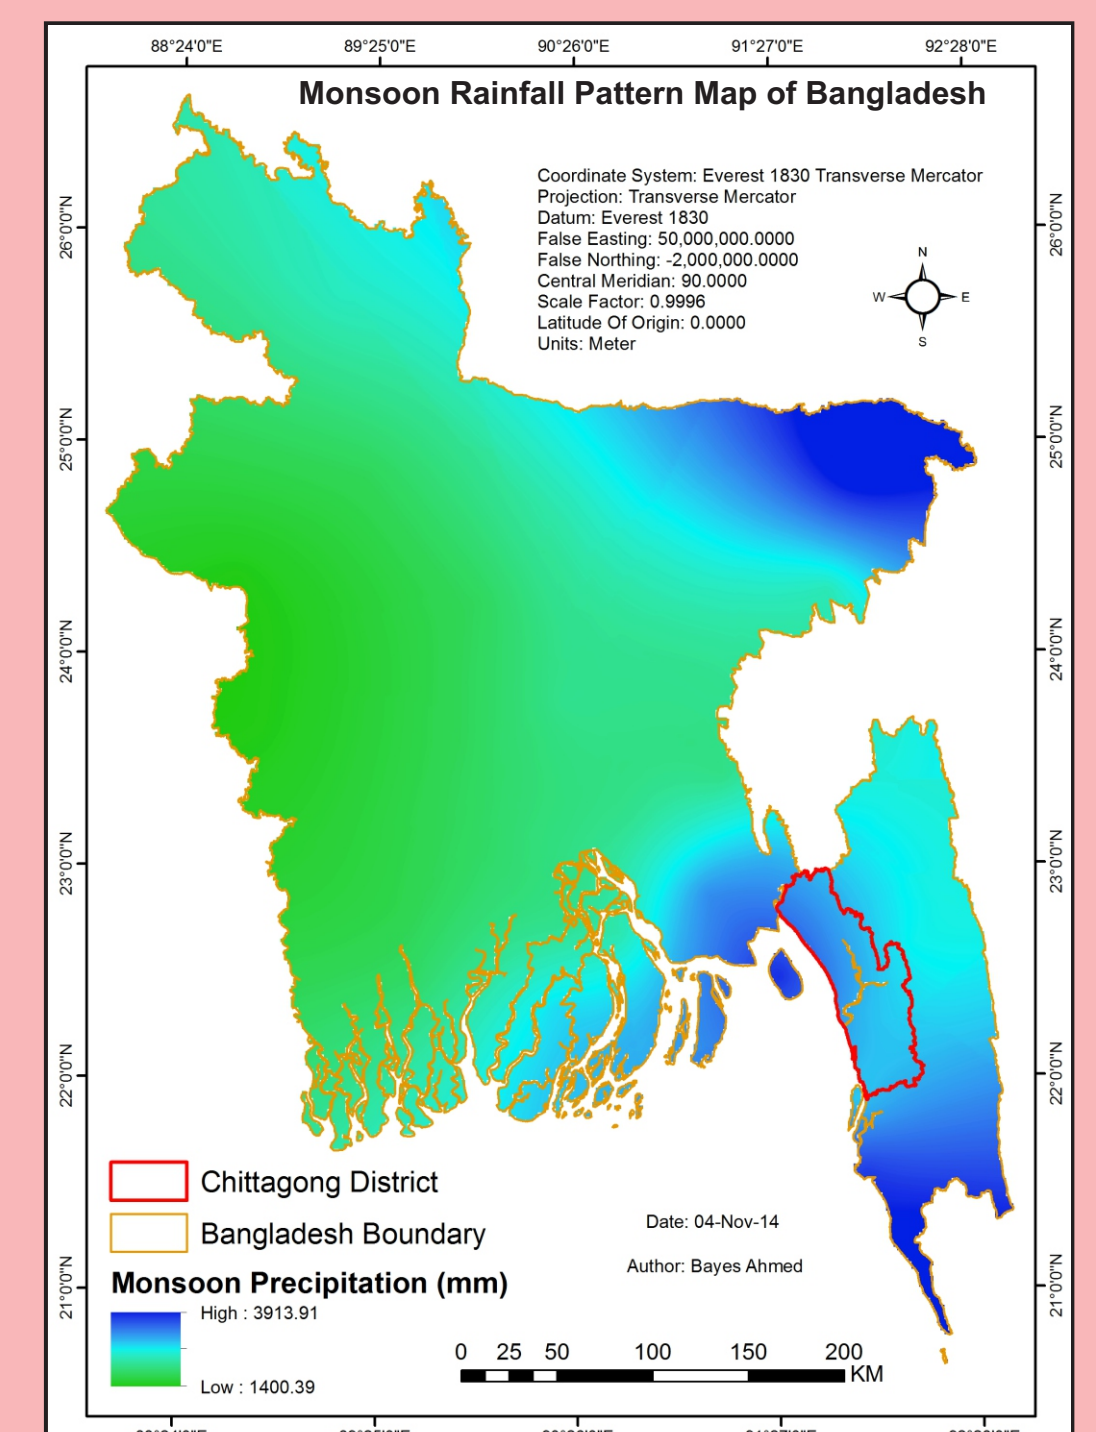 88°24'0"E 89°25'0"E 90°26'0"E 91°27'0"E 92°28'0"E
Monsoon Rainfall Pattern Map of Bangladesh
Coordinate System: Everest 1830 Transverse Mercator
Projection: Transverse Mercator
Datum: Everest 1830
False Easting: 50,000,000.0000
False Northing: -2,000,000.0000
Central Meridian: 90.0000
Scale Factor: 0.9996
Latitude Of Origin: 0.0000
Units: Meter
N
W E
S
26°0'0"N 26°0'0"N
25°0'0"N 25°0'0"N
24°0'0"N 24°0'0"N
23°0'0"N 23°0'0"N
22°0'0"N 22°0'0"N
21°0'0"N 21°0'0"N
Chittagong District
Bangladesh Boundary
Monsoon Precipitation (mm)
High : 3913.91
Low : 1400.39
Date: 04-Nov-14
Author: Bayes Ahmed
0 25 50 100 150 200
KM